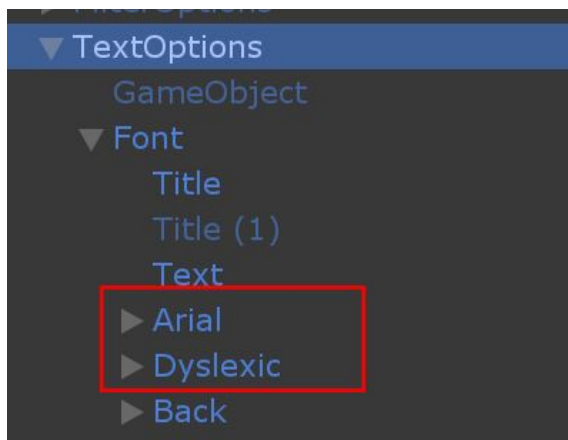 TextOptions
GameObject
Font
Title
Title (1)
Text
Arial
Dyslexic
Back